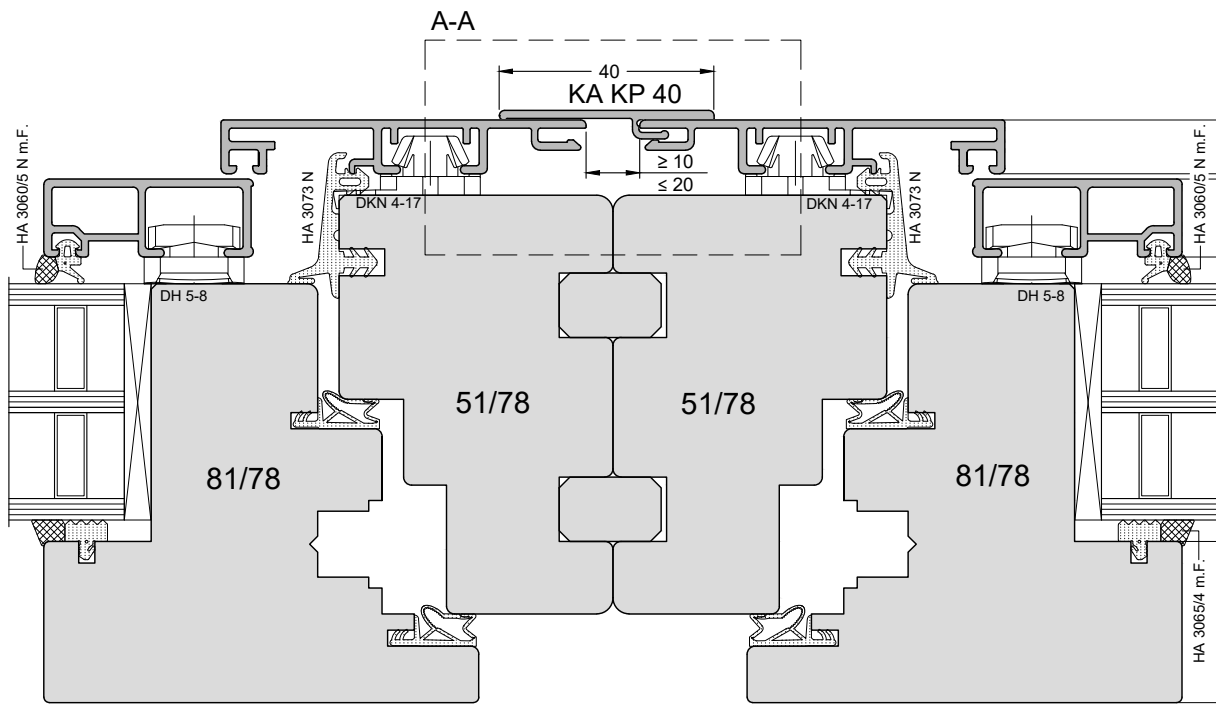 A-A
40
KA KP 40
≥ 10
≤ 20
HA 3060/5 N m.F.
HA 3073 N
DKN 4-17
DKN 4-17
HA 3073 N
HA 3060/5 N m.F.
DH 5-8
DH 5-8
51/78
51/78
81/78
81/78
HA 3065/4 m.F.